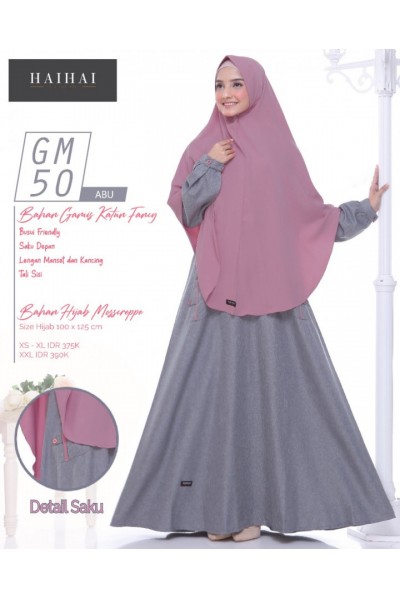 HAIHAI
GM
50
ABU
Bahan Gamis Katun Fancy
Busui Friendly
Saku Depan
Lengan Manset dan Kancing
Tali Sisi
Bahan Hijab Mosscreppe
Size Hijab 100 x 125 cm
XS - XL IDR 375K
XXL IDR 390K
Detail Saku